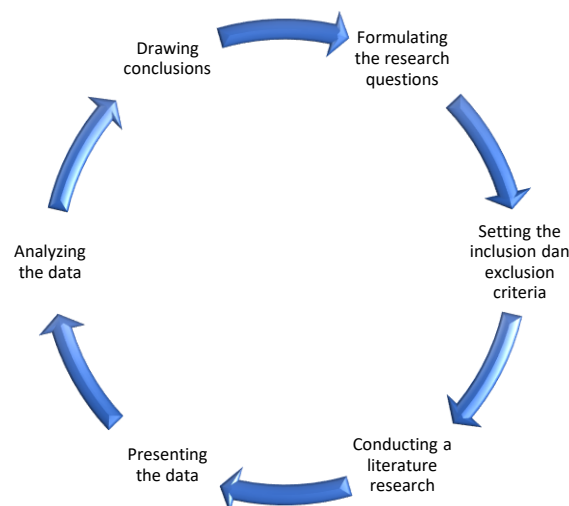 Formulating
the research
questions
Setting the
inclusion dan
exclusion
criteria
Conducting a
literature
research
Presenting
the data
Analyzing
the data
Drawing
conclusions